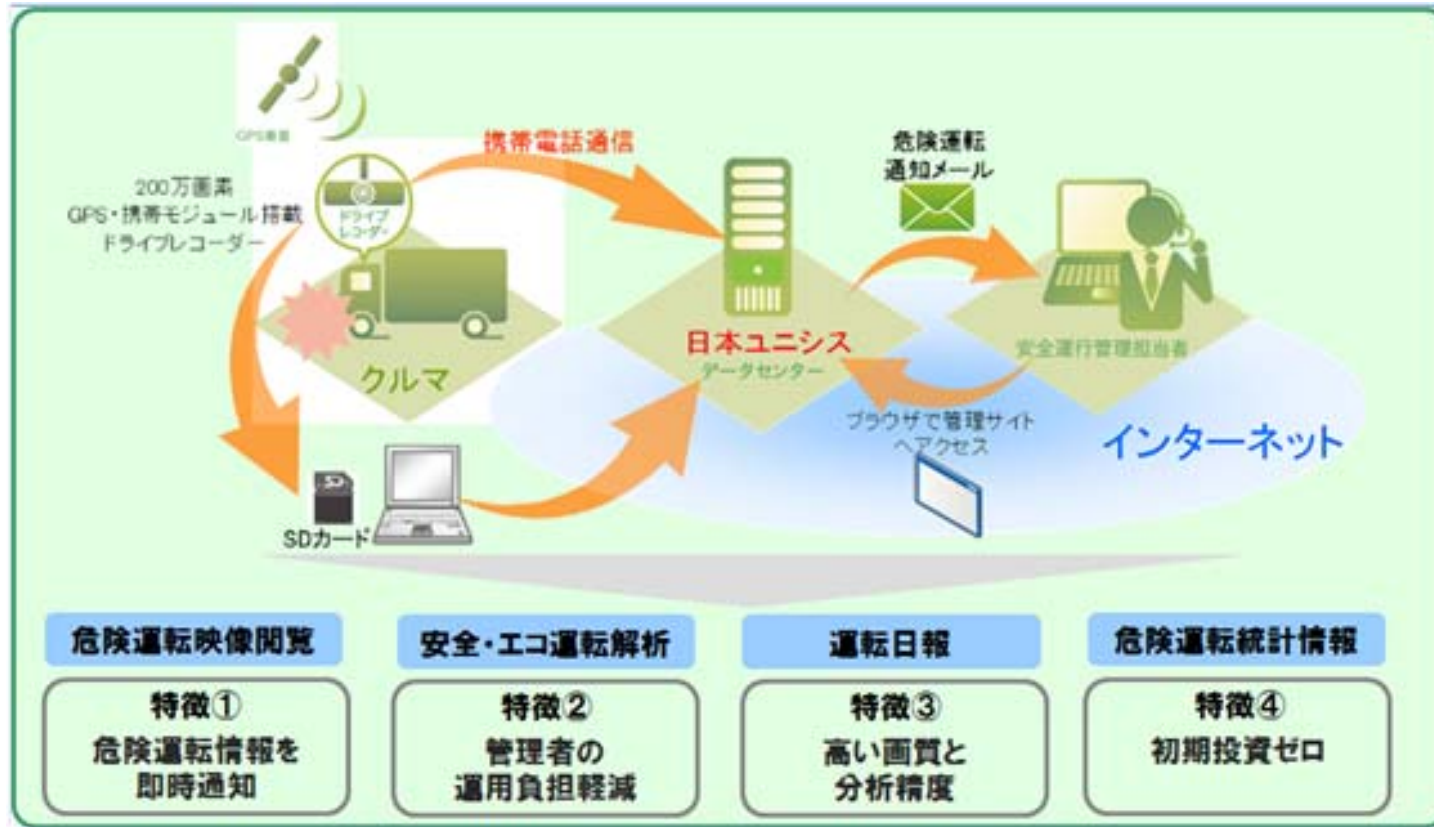 携帯電話通信
危険運転
通知メール
200万画素
GPS・携帯モジュール搭載
ドライブレコーダー
ドライブ
レコーダー
クルマ
日本ユニシス
データセンター
安全運行管理担当者
ブラウザで管理サイト
へアクセス
インターネット
SD
SDカード
危険運転映像閲覧
安全・エコ運転解析
運転日報
危険運転統計情報
特徴①
危険運転情報を
即時通知
特徴②
管理者の
運用負担軽減
特徴③
高い画質と
分析精度
特徴④
初期投資ゼロ